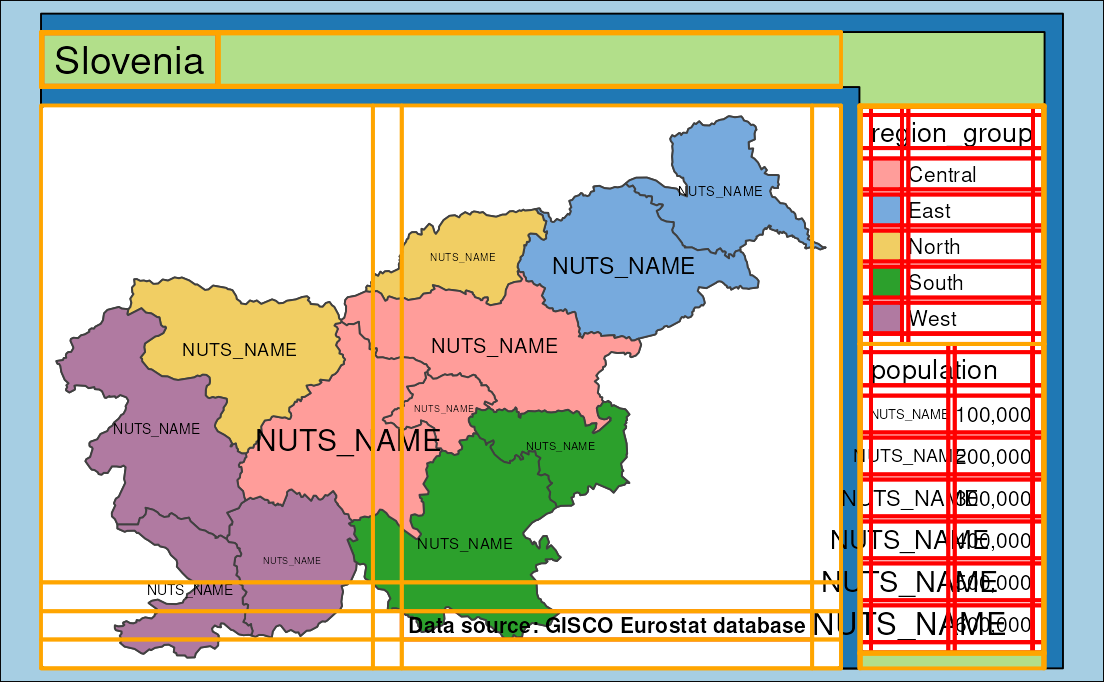 Slovenia
NUTS_NAME
NUTS_NAME
NUTS_NAME
NUTS_NAME
NUTS_NAME
NUTS_NAME
NUTS_NAME
NUTS_NAME
NUTS_NAME
NUTS_NAME
NUTS_NAME
NUTS_NAME
Data source: GISCO Eurostat database
region_group
Central
East
North
South
West
population
NUTS_NAME 100,000
NUTS_NAME 200,000
NUTS_NAME 300,000
NUTS_NAME 400,000
NUTS_NAME 500,000
NUTS_NAME 600,000